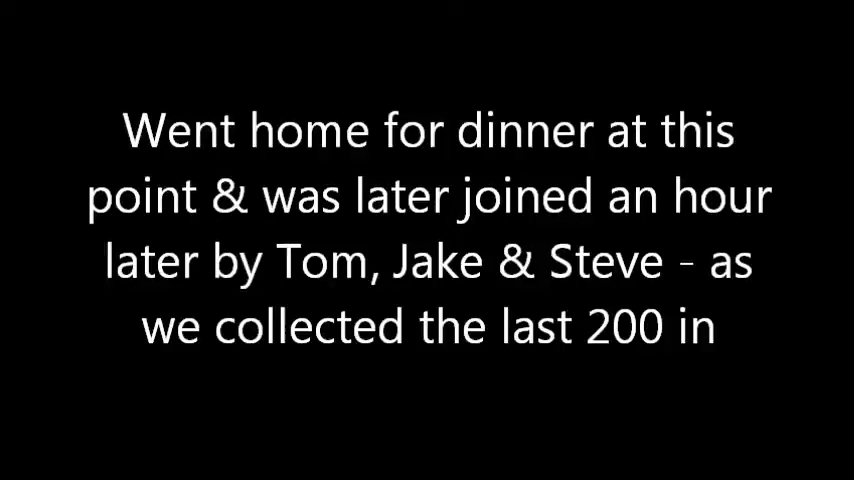 Went home for dinner at this
point & was later joined an hour
later by Tom, Jake & Steve - as
we collected the last 200 in